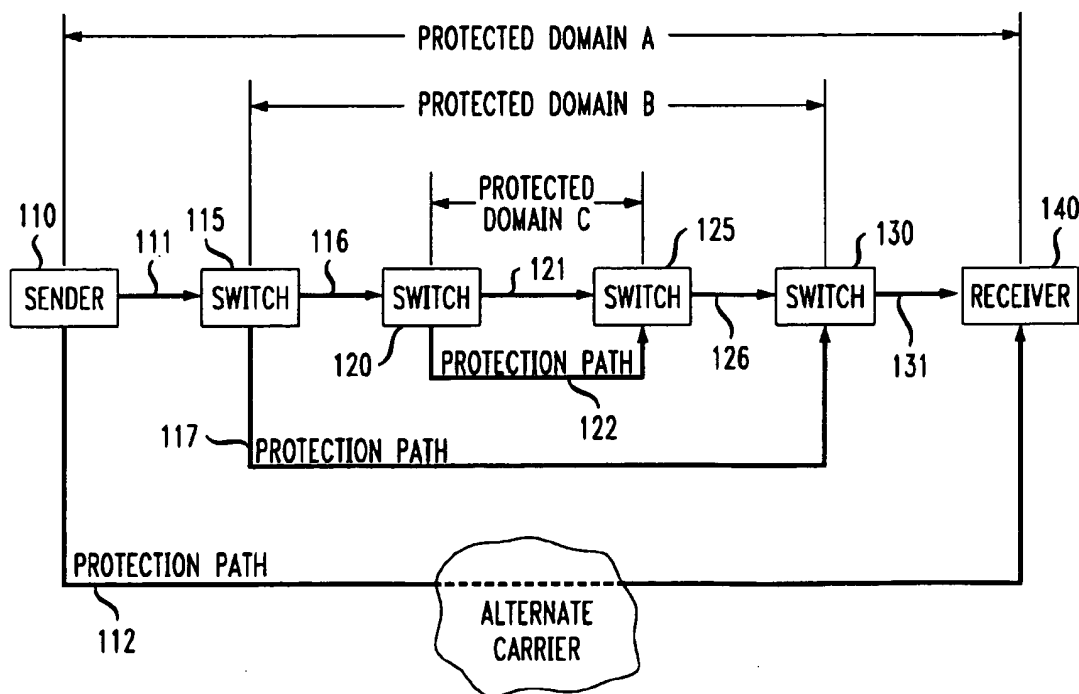 PROTECTED DOMAIN A
PROTECTED DOMAIN B
PROTECTED
DOMAIN C
110
111
115
116
121
125
130
140
SENDER
SWITCH
SWITCH
SWITCH
SWITCH
RECEIVER
120
PROTECTION PATH
122
126
131
117
PROTECTION PATH
PROTECTION PATH
112
ALTERNATE
CARRIER